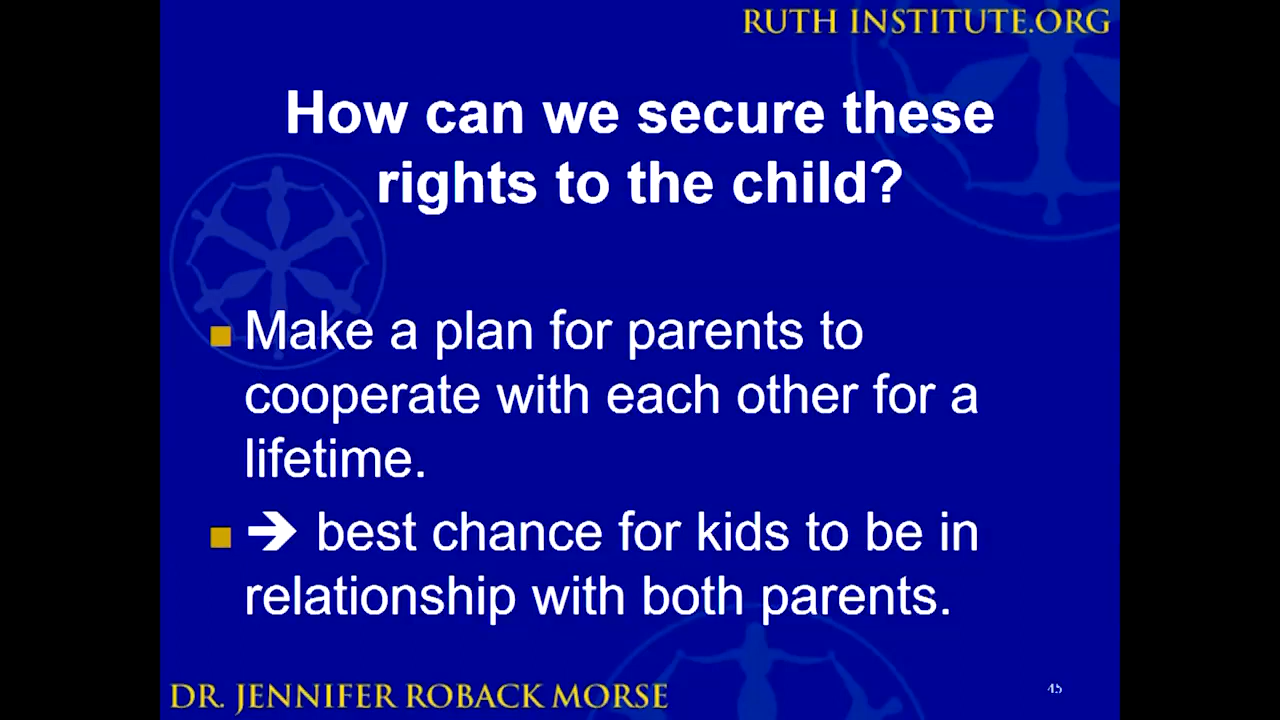 RUTH INSTITUTE.ORG
How can we secure these
rights to the child?
Make a plan for parents to
cooperate with each other for a
lifetime.
➔ best chance for kids to be in
relationship with both parents.
DR. JENNIFER ROBACK MORSE
45